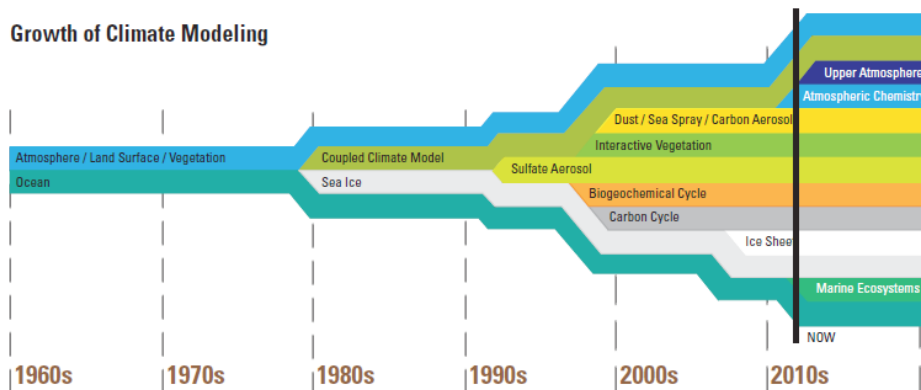 Growth of Climate Modeling
Upper Atmosphere
Atmospheric Chemistry
Dust / Sea Spray / Carbon Aerosol
Interactive Vegetation
Atmosphere / Land Surface / Vegetation
Coupled Climate Model
Sulfate Aerosol
Ocean
Sea Ice
Biogeochemical Cycle
Carbon Cycle
Ice Sheet
Marine Ecosystems
NOW
1960s 1970s 1980s 1990s 2000s 2010s